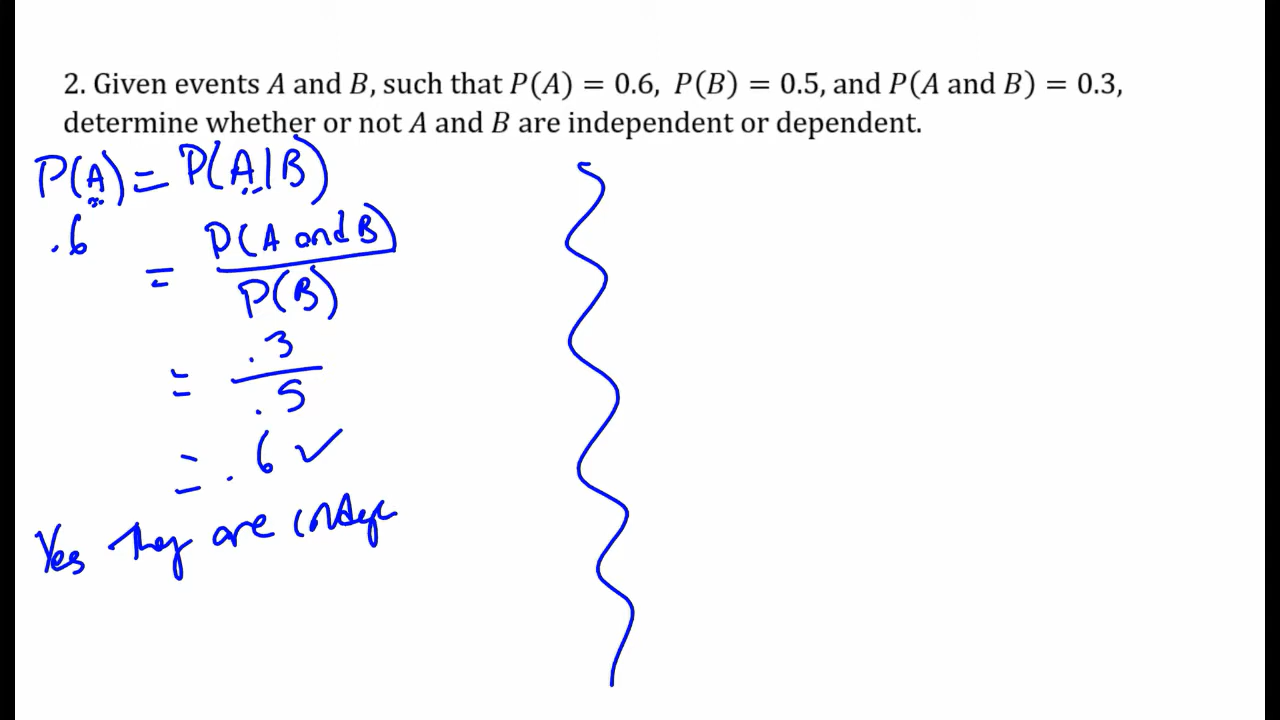 2. Given events A and B, such that P(A) = 0.6, P(B) = 0.5, and P(A and B) = 0.3,
determine whether or not A and B are independent or dependent.
P(A) = P(A|B)
.6
= P(A and B) / P(B)
= .3 / .5
= .6 ✓
Yes they are